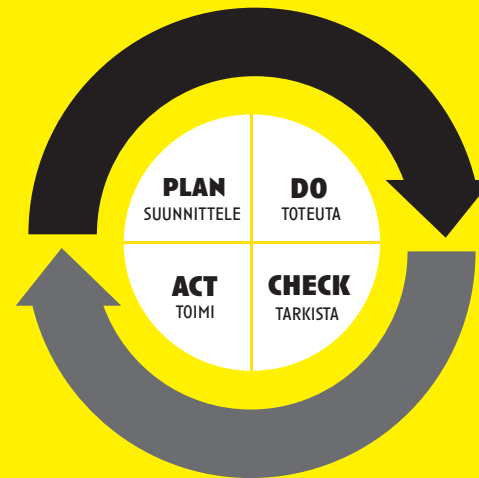 PLAN
SUUNNITTELE
DO
TOTEUTA
ACT
TOIMI
CHECK
TARKISTA